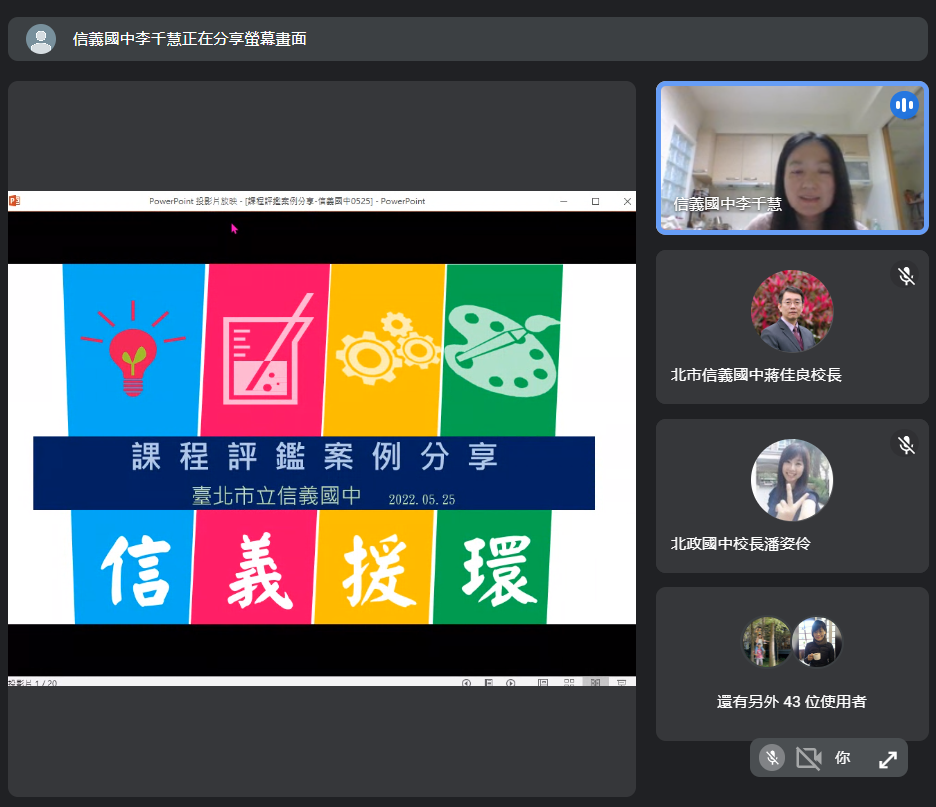 信義國中李千慧正在分享螢幕畫面
PowerPoint 投影片放映 - [課程評鑑案例分享-信義國中0525] - PowerPoint
課程評鑑案例分享
臺北市立信義國中 2022.05.25
信義援環
投影片 1 / 20
信義國中李千慧
北市信義國中蔣佳良校長
北政國中校長潘姿伶
還有另外 43 位使用者
你